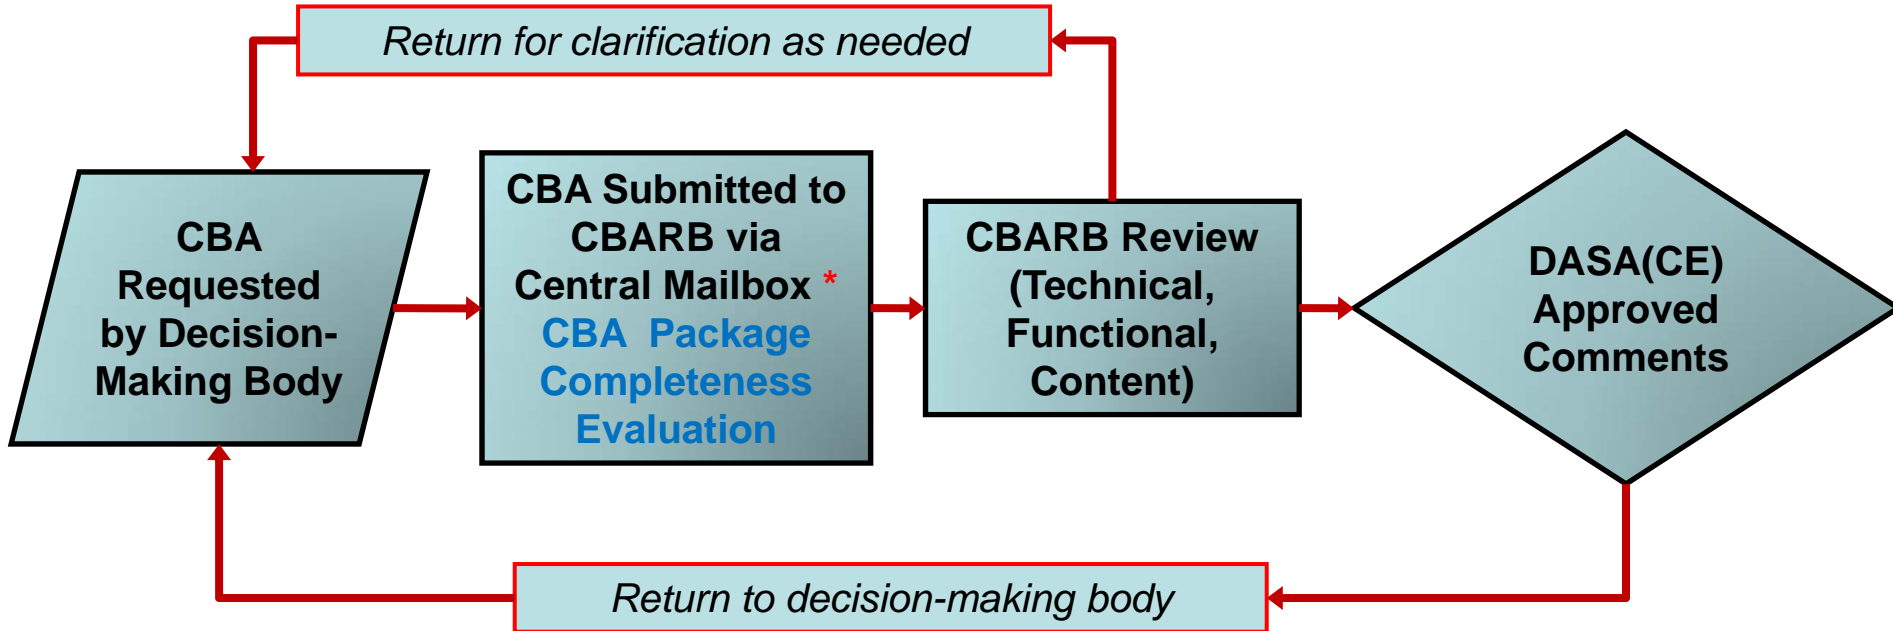 Return for clarification as needed
CBA
Requested
by Decision-
Making Body
CBA Submitted to
CBARB via
Central Mailbox *
CBA  Package
Completeness
Evaluation
CBARB Review
(Technical,
Functional,
Content)
DASA(CE)
Approved
Comments
Return to decision-making body